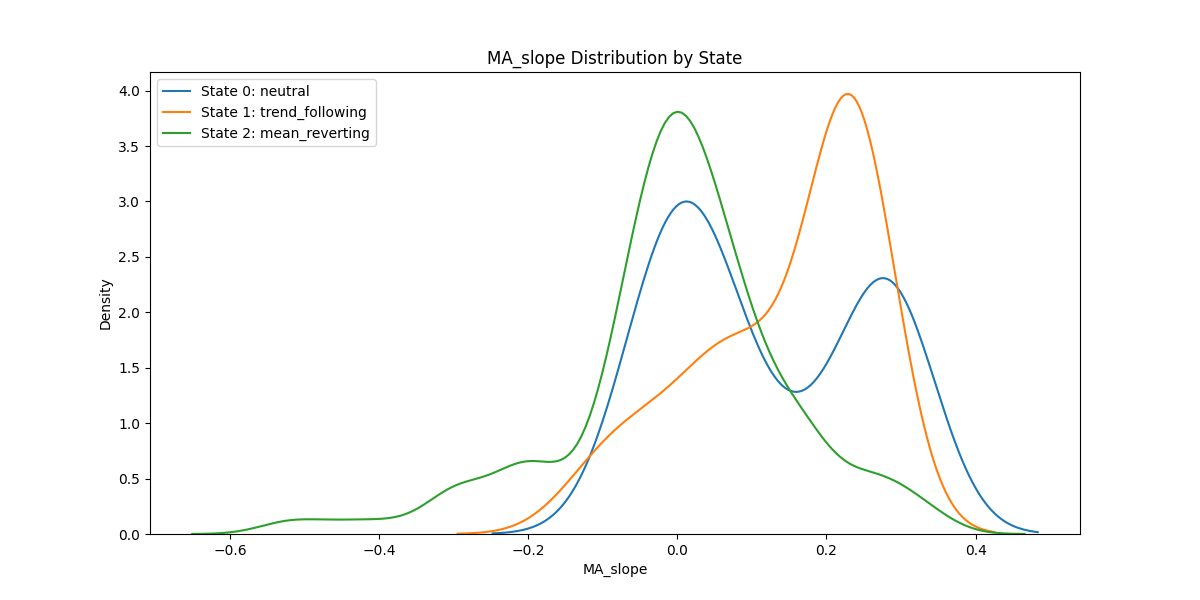 MA_slope Distribution by State
State 0: neutral
State 1: trend_following
State 2: mean_reverting
Density
4.0
3.5
3.0
2.5
2.0
1.5
1.0
0.5
0.0
−0.6 −0.4 −0.2 0.0 0.2 0.4
MA_slope